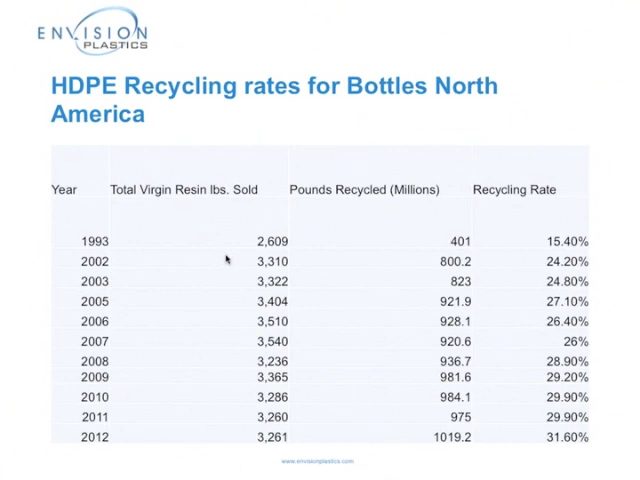 ENVISION
PLASTICS
HDPE Recycling rates for Bottles North
America
Year Total Virgin Resin lbs. Sold Pounds Recycled (Millions) Recycling Rate
1993 2,609 401 15.40%
2002 3,310 800.2 24.20%
2003 3,322 823 24.80%
2005 3,404 921.9 27.10%
2006 3,510 928.1 26.40%
2007 3,540 920.6 26%
2008 3,236 936.7 28.90%
2009 3,365 981.6 29.20%
2010 3,286 984.1 29.90%
2011 3,260 975 29.90%
2012 3,261 1019.2 31.60%
www.envisionplastics.com